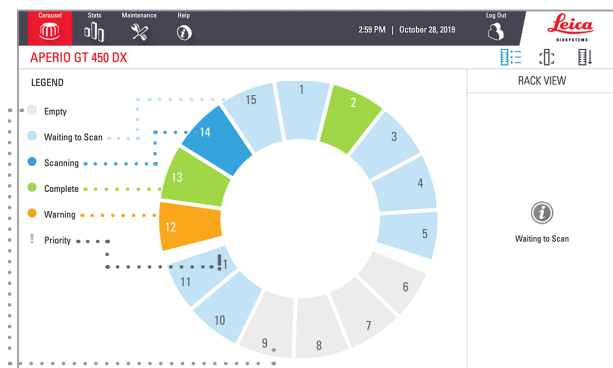 Carousel
Stats
Maintenance
Help
2:59 PM | October 28, 2019
Log Out
Leica
BIOSYSTEMS
APERIO GT 450 DX
LEGEND
Empty
Waiting to Scan
Scanning
Complete
Warning
! Priority
1
2
3
4
5
6
7
8
9
10
11
! 1
12
13
14
15
RACK VIEW
Waiting to Scan